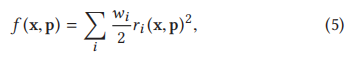 f(x, p) = ∑_i w_i/2 r_i(x, p)², (5)